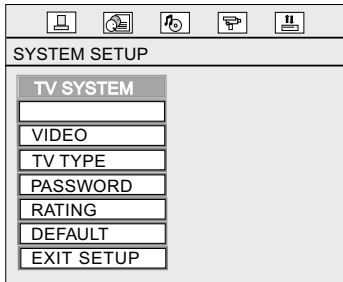 SYSTEM SETUP
TV SYSTEM
VIDEO
TV TYPE
PASSWORD
RATING
DEFAULT
EXIT SETUP